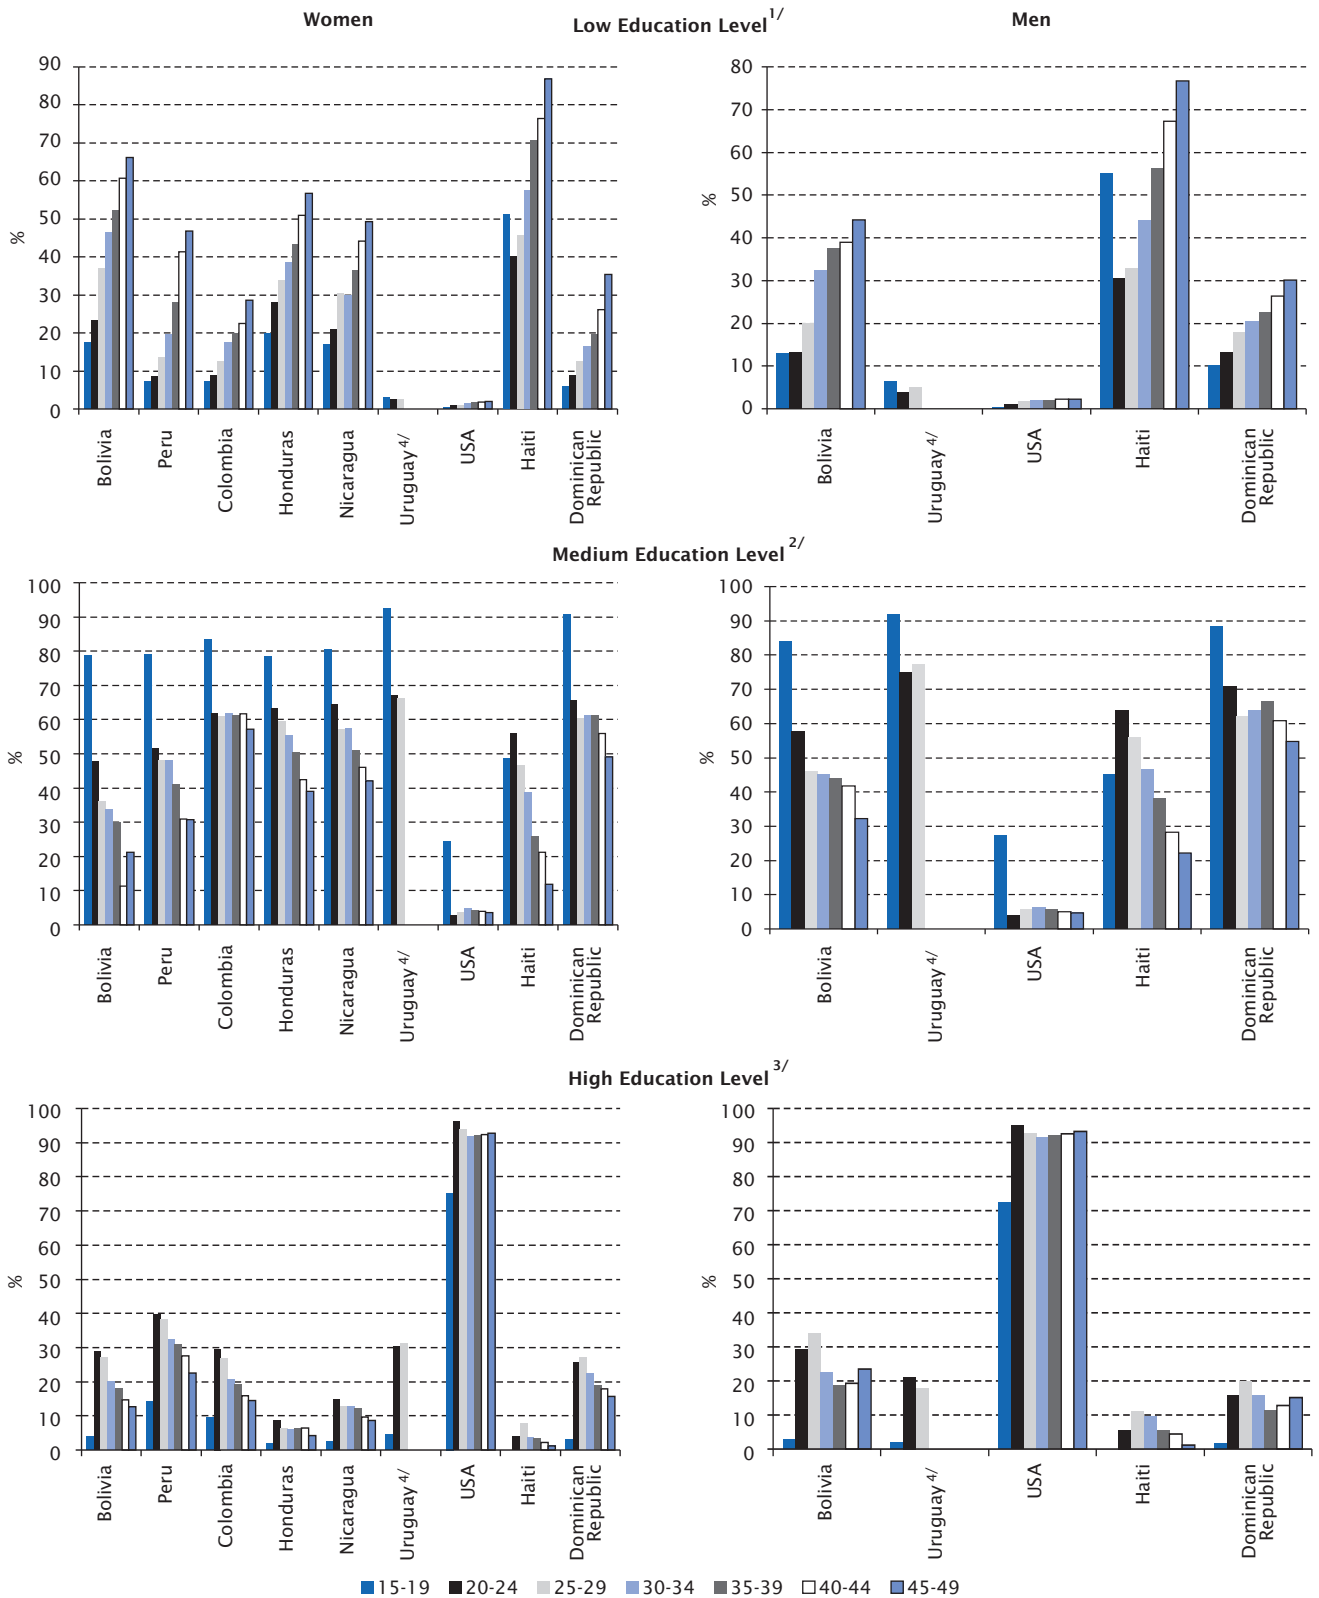 Women
Low Education Level 1/
Men
90
80
70
60
50
40
30
20
10
0
%
Bolivia
Peru
Colombia
Honduras
Nicaragua
Uruguay 4/
USA
Haiti
Dominican
Republic
80
70
60
50
40
30
20
10
0
%
Bolivia
Uruguay 4/
USA
Haiti
Dominican
Republic
Medium Education Level 2/
100
90
80
70
60
50
40
30
20
10
0
%
Bolivia
Peru
Colombia
Honduras
Nicaragua
Uruguay 4/
USA
Haiti
Dominican
Republic
100
90
80
70
60
50
40
30
20
10
0
%
Bolivia
Uruguay 4/
USA
Haiti
Dominican
Republic
High Education Level 3/
100
90
80
70
60
50
40
30
20
10
0
%
Bolivia
Peru
Colombia
Honduras
Nicaragua
Uruguay 4/
USA
Haiti
Dominican
Republic
100
90
80
70
60
50
40
30
20
10
0
%
Bolivia
Uruguay 4/
USA
Haiti
Dominican
Republic
15-19 20-24 25-29 30-34 35-39 40-44 45-49